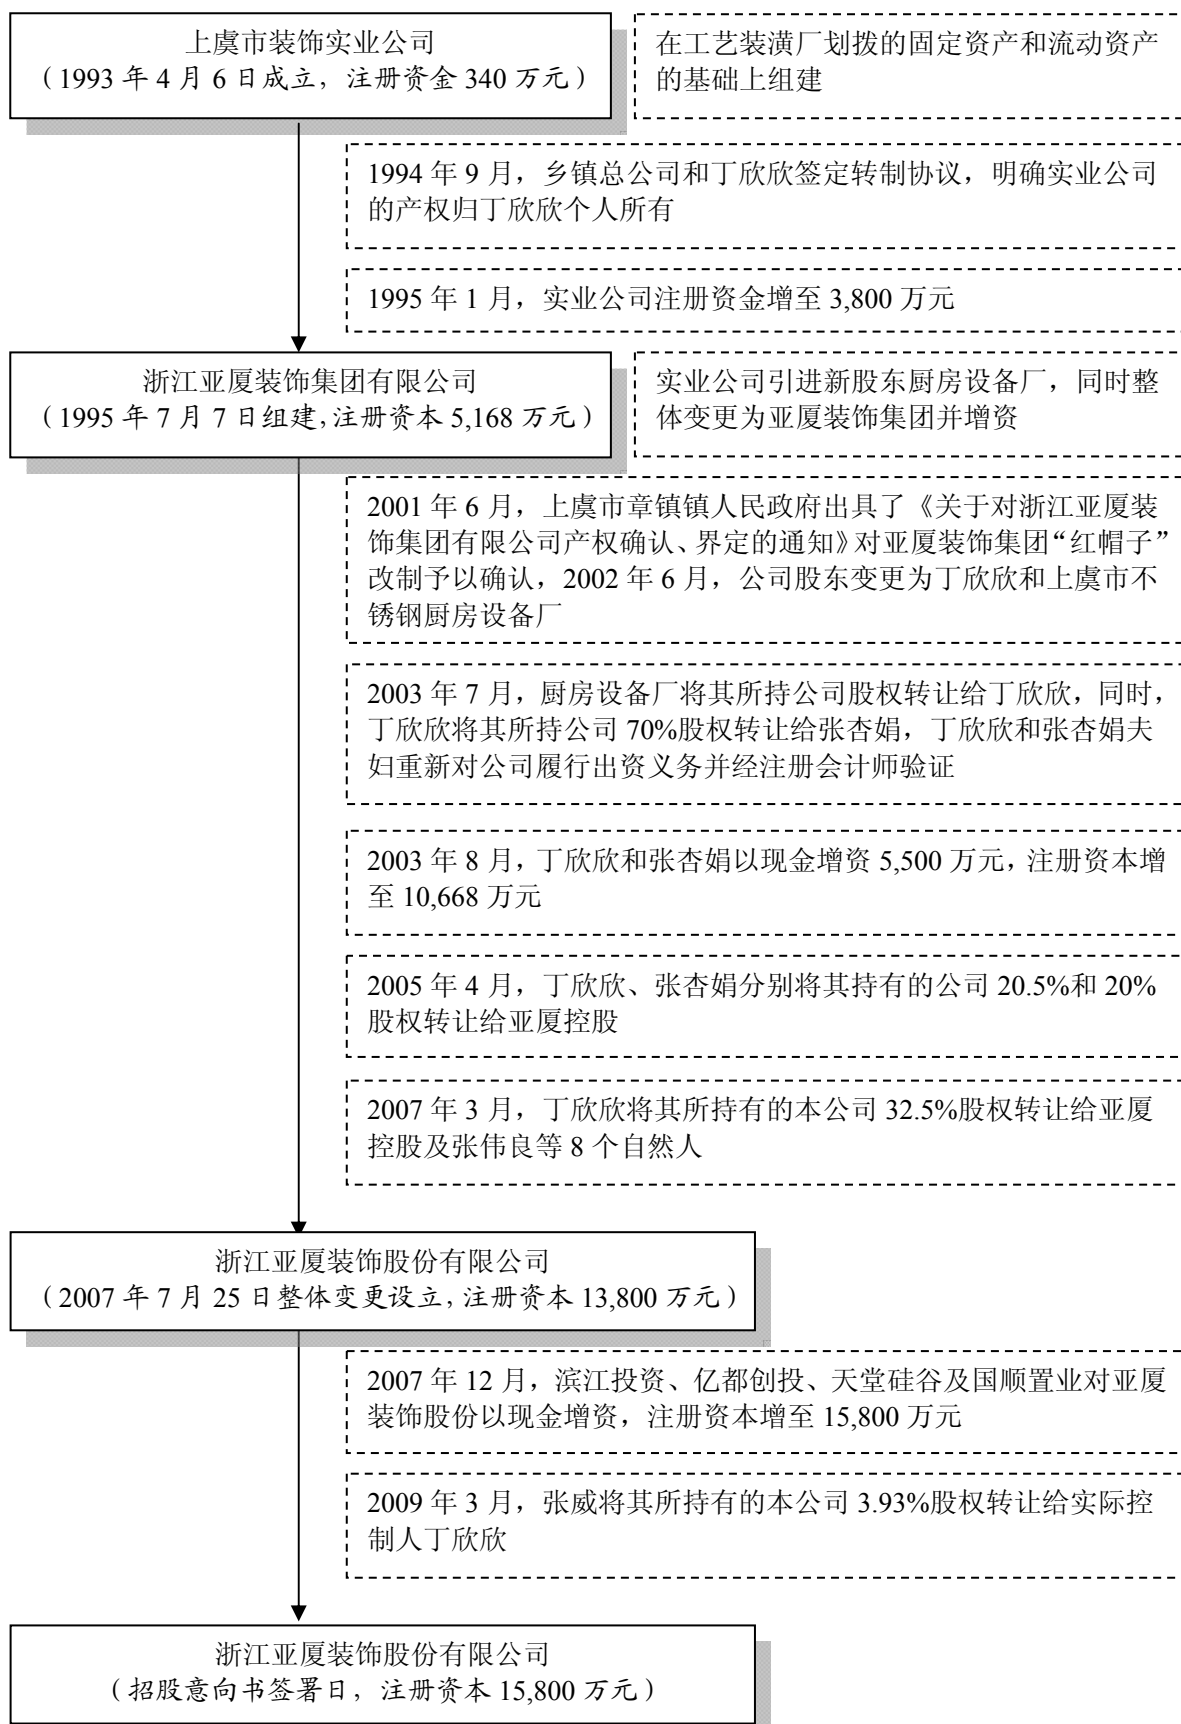 上虞市装饰实业公司
（1993 年 4 月 6 日成立，注册资金 340 万元）
在工艺装潢厂划拨的固定资产和流动资产
的基础上组建
1994 年 9 月，乡镇总公司和丁欣欣签定转制协议，明确实业公司
的产权归丁欣欣个人所有
1995 年 1 月，实业公司注册资金增至 3,800 万元
浙江亚厦装饰集团有限公司
（1995 年 7 月 7 日组建，注册资本 5,168 万元）
实业公司引进新股东厨房设备厂，同时整
体变更为亚厦装饰集团并增资
2001 年 6 月，上虞市章镇镇人民政府出具了《关于对浙江亚厦装
饰集团有限公司产权确认、界定的通知》对亚厦装饰集团“红帽子”
改制予以确认，2002 年 6 月，公司股东变更为丁欣欣和上虞市不
锈钢厨房设备厂
2003 年 7 月，厨房设备厂将其所持公司股权转让给丁欣欣，同时，
丁欣欣将其所持公司 70%股权转让给张杏娟，丁欣欣和张杏娟夫
妇重新对公司履行出资义务并经注册会计师验证
2003 年 8 月，丁欣欣和张杏娟以现金增资 5,500 万元，注册资本增
至 10,668 万元
2005 年 4 月，丁欣欣、张杏娟分别将其持有的公司 20.5%和 20%
股权转让给亚厦控股
2007 年 3 月，丁欣欣将其所持有的本公司 32.5%股权转让给亚厦
控股及张伟良等 8 个自然人
浙江亚厦装饰股份有限公司
（2007 年 7 月 25 日整体变更设立，注册资本 13,800 万元）
2007 年 12 月，滨江投资、亿都创投、天堂硅谷及国顺置业对亚厦
装饰股份以现金增资，注册资本增至 15,800 万元
2009 年 3 月，张威将其所持有的本公司 3.93%股权转让给实际控
制人丁欣欣
浙江亚厦装饰股份有限公司
（招股意向书签署日，注册资本 15,800 万元）